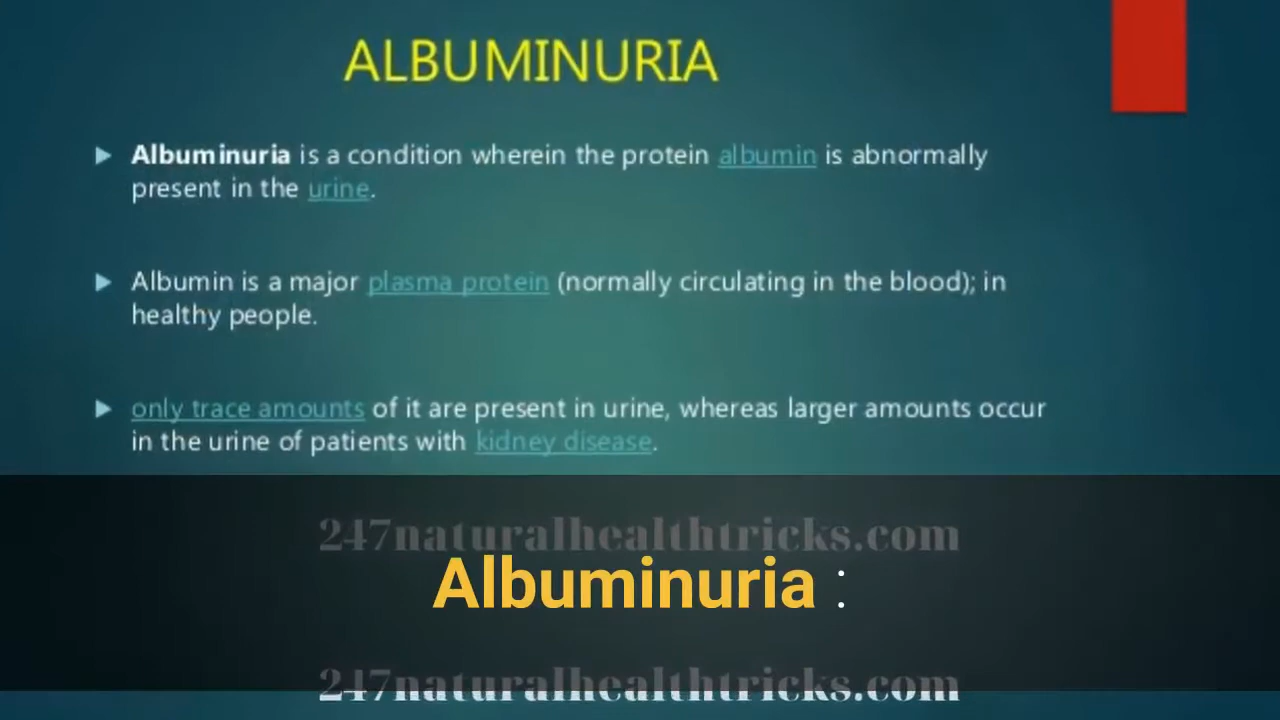 ALBUMINURIA
Albuminuria is a condition wherein the protein albumin is abnormally
present in the urine.
Albumin is a major plasma protein (normally circulating in the blood); in
healthy people.
only trace amounts of it are present in urine, whereas larger amounts occur
in the urine of patients with kidney disease.
247naturalhealthtricks.com
Albuminuria :
247naturalhealthtricks.com